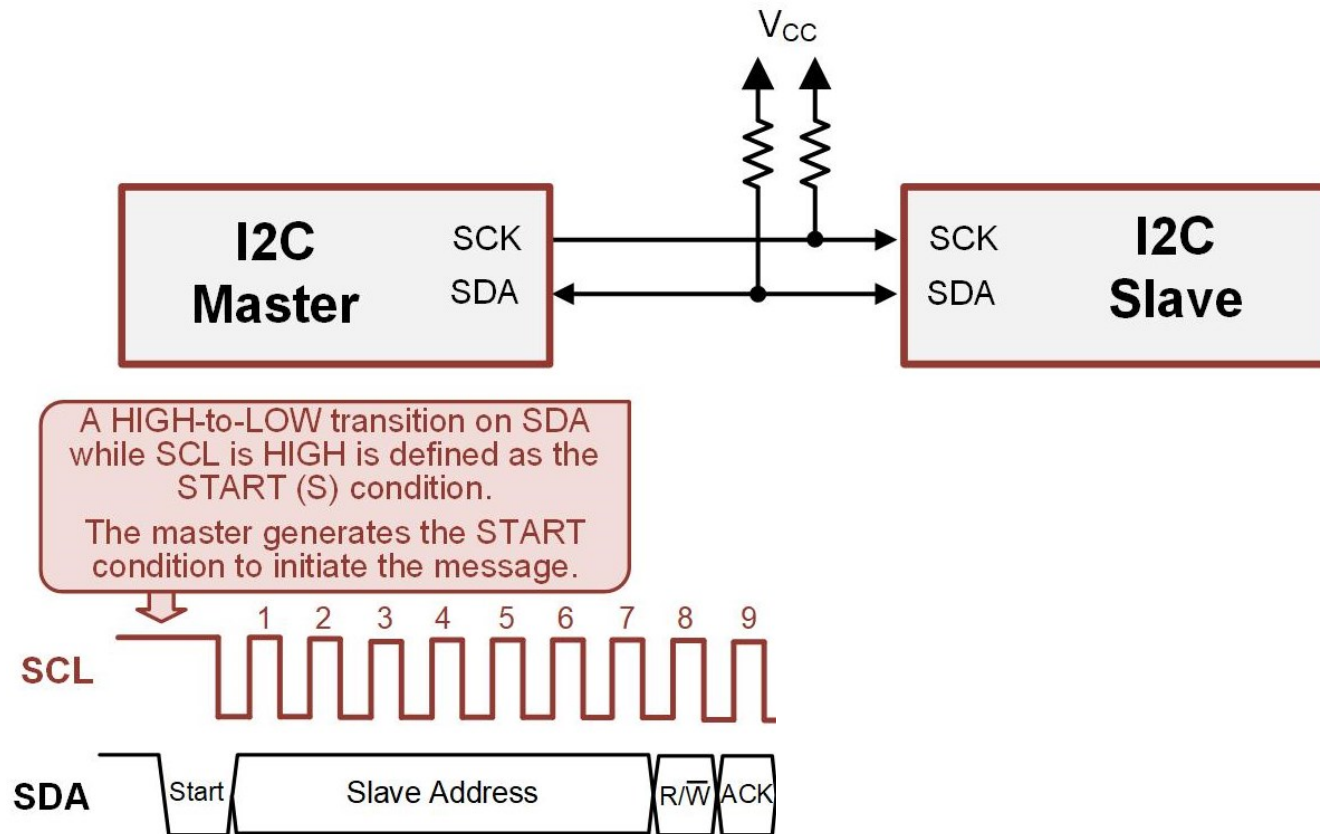 VCC
I2C
Master
SCK
SDA
SCK
SDA
I2C
Slave
A HIGH-to-LOW transition on SDA
while SCL is HIGH is defined as the
START (S) condition.
The master generates the START
condition to initiate the message.
1 2 3 4 5 6 7 8 9
SCL
SDA Start Slave Address R/W̅ ACK